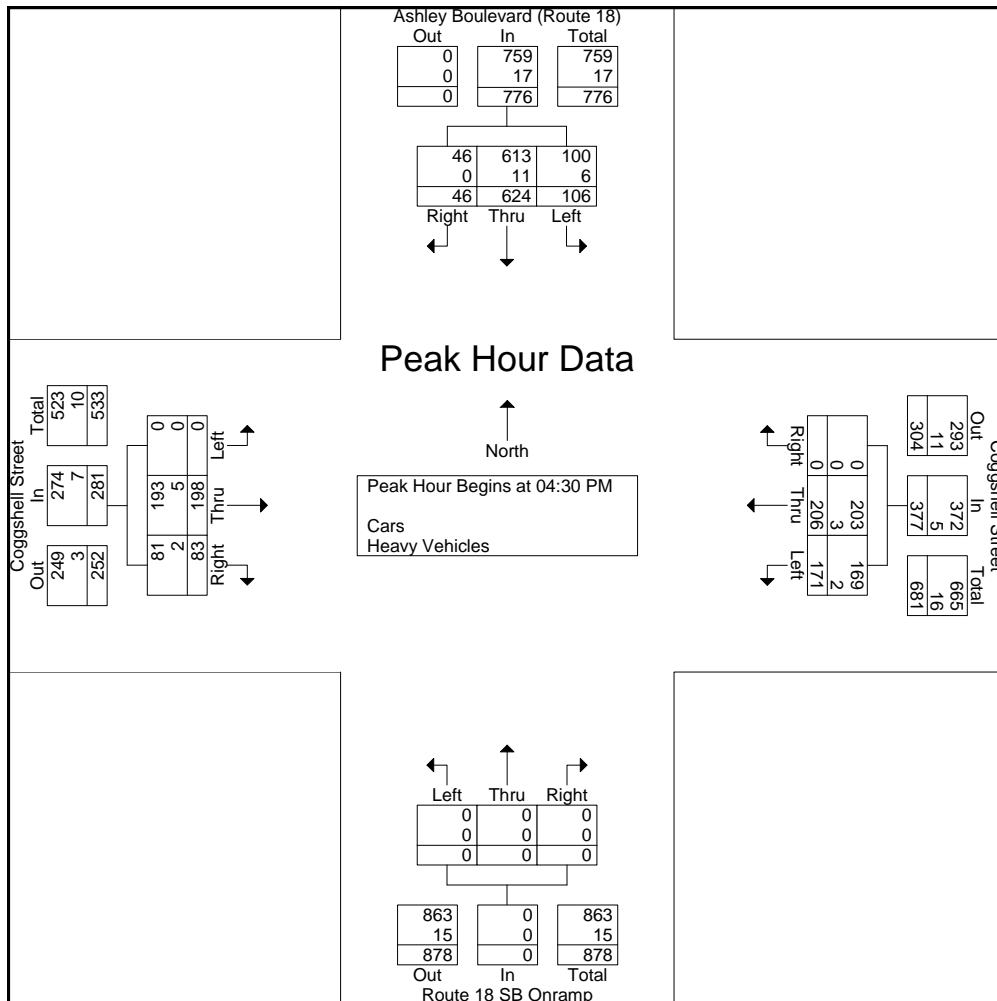 Ashley Boulevard (Route 18)
Out In Total
0 759 759
0 17 17
0 776 776
46 613 100
0 11 6
46 624 106
Right Thru Left
Peak Hour Data
North
Peak Hour Begins at 04:30 PM
Cars
Heavy Vehicles
Coggshell Street
Total In Out
523 274 249
10 7 3
533 281 252
Left Thru Right
0 193 81
0 5 2
0 198 83
Coggshell Street
Out In Total
293 372 665
11 5 16
304 377 681
Right Thru Left
0 203 169
0 3 2
0 206 171
Left Thru Right
0 0 0
0 0 0
0 0 0
863 0 863
15 0 15
878 0 878
Out In Total
Route 18 SB Onramp